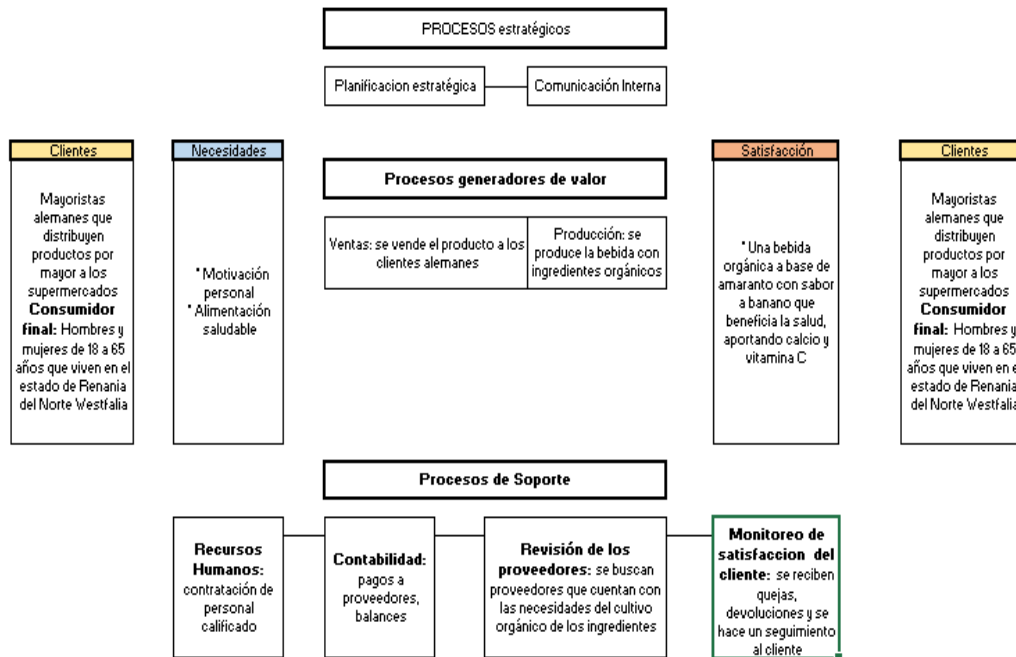 PROCESOS estratégicos
Planificacion estratégica
Comunicación Interna
Clientes
Mayoristas
alemanes que
distribuyen
productos por
mayor a los
supermercados
Consumidor
final: Hombres y
mujeres de 18 a 65
años que viven en el
estado de Renania
del Norte Westfalia
Necesidades
* Motivación
personal
* Alimentación
saludable
Procesos generadores de valor
Ventas: se vende el producto a los
clientes alemanes
Producción: se
produce la bebida con
ingredientes orgánicos
Satisfacción
* Una bebida
orgánica a base de
amaranto con sabor
a banano que
beneficia la salud,
aportando calcio y
vitamina C
Clientes
Mayoristas
alemanes que
distribuyen
productos por
mayor a los
supermercados
Consumidor
final: Hombres y
mujeres de 18 a 65
años que viven en el
estado de Renania
del Norte Westfalia
Procesos de Soporte
Recursos
Humanos:
contratación de
personal
calificado
Contabilidad:
pagos a
proveedores,
balances
Revisión de los
proveedores: se buscan
proveedores que cuentan con
las necesidades del cultivo
orgánico de los ingredientes
Monitoreo de
satisfaccion del
cliente: se reciben
quejas,
devoluciones y se
hace un seguimiento
al cliente